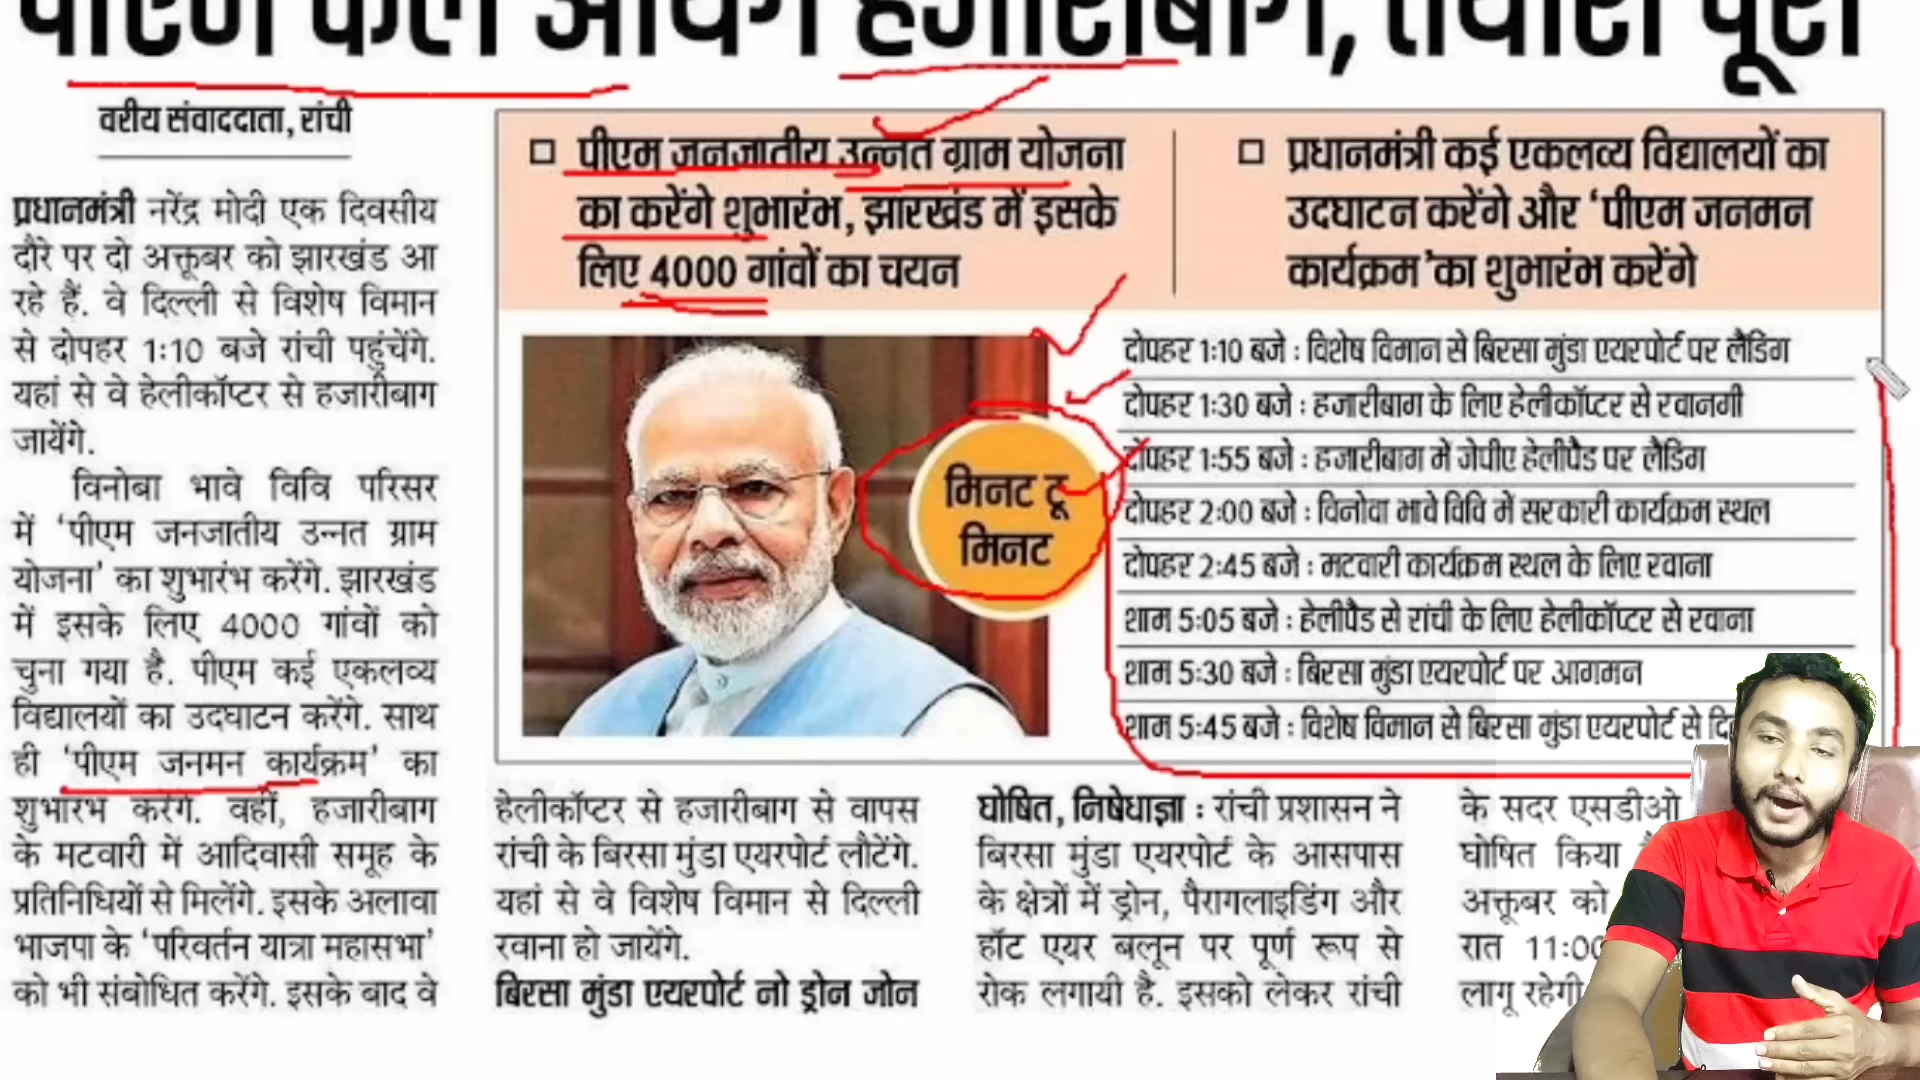 पीएम कल आयेंगे हजारीबाग, तैयारी पूरी
वरीय संवाददाता, रांची
प्रधानमंत्री नरेंद्र मोदी एक दिवसीय
दौरे पर दो अक्तूबर को झारखंड आ
रहे हैं. वे दिल्ली से विशेष विमान
से दोपहर 1:10 बजे रांची पहुंचेंगे.
यहां से वे हेलीकॉप्टर से हजारीबाग
जायेंगे.
विनोबा भावे विवि परिसर
में ‘पीएम जनजातीय उन्नत ग्राम
योजना’ का शुभारंभ करेंगे. झारखंड
में इसके लिए 4000 गांवों को
चुना गया है. पीएम कई एकलव्य
विद्यालयों का उदघाटन करेंगे. साथ
ही ‘पीएम जनमन कार्यक्रम’ का
शुभारंभ करेंगे. वहीं, हजारीबाग
के मटवारी में आदिवासी समूह के
प्रतिनिधियों से मिलेंगे. इसके अलावा
भाजपा के ‘परिवर्तन यात्रा महासभा’
को भी संबोधित करेंगे. इसके बाद वे
पीएम जनजातीय उन्नत ग्राम योजना
का करेंगे शुभारंभ, झारखंड में इसके
लिए 4000 गांवों का चयन
प्रधानमंत्री कई एकलव्य विद्यालयों का
उदघाटन करेंगे और ‘पीएम जनमन
कार्यक्रम’ का शुभारंभ करेंगे
मिनट टू
मिनट
दोपहर 1:10 बजे : विशेष विमान से बिरसा मुंडा एयरपोर्ट पर लैंडिंग
दोपहर 1:30 बजे : हजारीबाग के लिए हेलीकॉप्टर से रवानगी
दोपहर 1:55 बजे : हजारीबाग में जेपीए हेलीपैड पर लैंडिंग
दोपहर 2:00 बजे : विनोवा भावे विवि में सरकारी कार्यक्रम स्थल
दोपहर 2:45 बजे : मटवारी कार्यक्रम स्थल के लिए रवाना
शाम 5:05 बजे : हेलीपैड से रांची के लिए हेलीकॉप्टर से रवाना
शाम 5:30 बजे : बिरसा मुंडा एयरपोर्ट पर आगमन
शाम 5:45 बजे : विशेष विमान से बिरसा मुंडा एयरपोर्ट से
हेलीकॉप्टर से हजारीबाग से वापस
रांची के बिरसा मुंडा एयरपोर्ट लौटेंगे.
यहां से वे विशेष विमान से दिल्ली
रवाना हो जायेंगे.
बिरसा मुंडा एयरपोर्ट नो ड्रोन जोन
घोषित, निषेधाज्ञा : रांची प्रशासन ने
बिरसा मुंडा एयरपोर्ट के आसपास
के क्षेत्रों में ड्रोन, पैरागलाइडिंग और
हॉट एयर बलून पर पूर्ण रूप से
रोक लगायी है. इसको लेकर रांची
के सदर एसडीओ
घोषित किया
अक्तूबर को
रात 11:00
लागू रहेगी